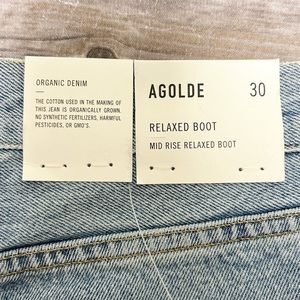 ORGANIC DENIM
THE COTTON USED IN THE MAKING OF
THIS JEAN IS ORGANICALLY GROWN.
NO SYNTHETIC FERTILIZERS, HARMFUL
PESTICIDES, OR GMO'S.
AGOLDE 30
RELAXED BOOT
MID RISE RELAXED BOOT